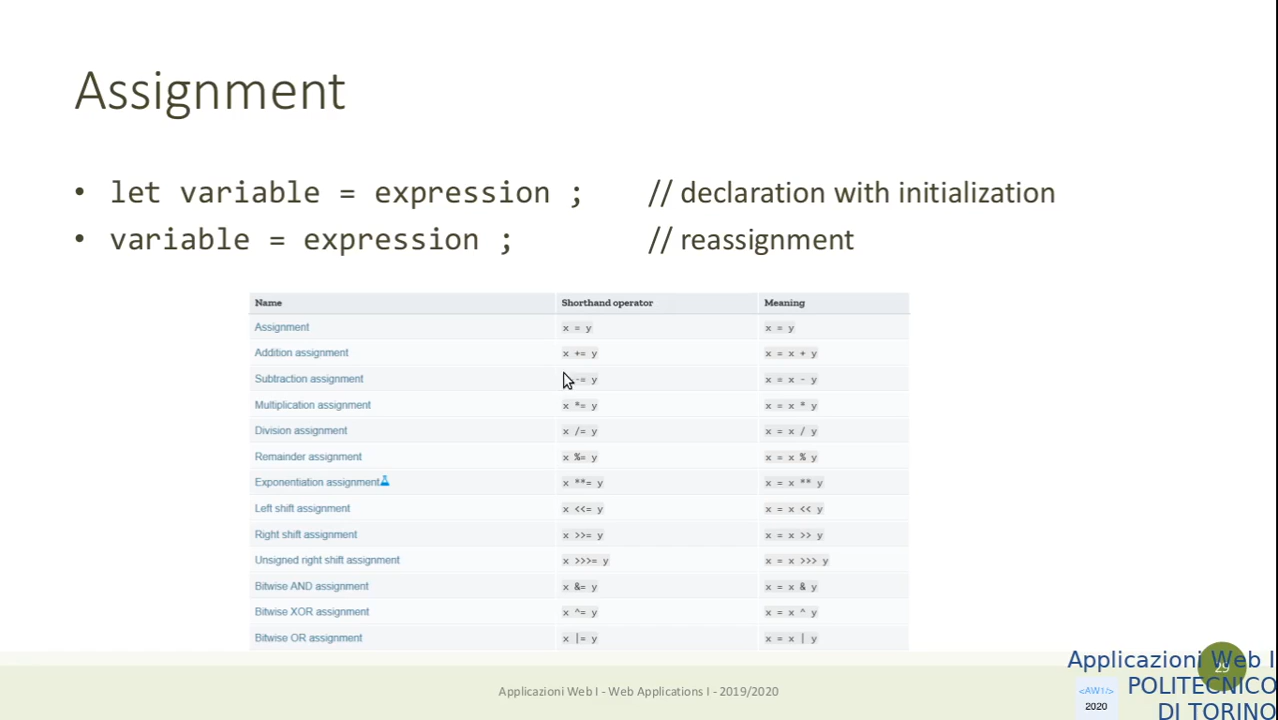 Assignment
• let variable = expression ; // declaration with initialization
• variable = expression ; // reassignment
Name Shorthand operator Meaning
Assignment x = y x = y
Addition assignment x += y x = x + y
Subtraction assignment -= y x = x - y
Multiplication assignment x *= y x = x * y
Division assignment x /= y x = x / y
Remainder assignment x %= y x = x % y
Exponentiation assignment x **= y x = x ** y
Left shift assignment x <<= y x = x << y
Right shift assignment x >>= y x = x >> y
Unsigned right shift assignment x >>>= y x = x >>> y
Bitwise AND assignment x &= y x = x & y
Bitwise XOR assignment x ^= y x = x ^ y
Bitwise OR assignment x |= y x = x | y
Applicazioni Web I - Web Applications I - 2019/2020
Applicazioni Web I
POLITECNICO
DI TORINO
<AW1/>
2020